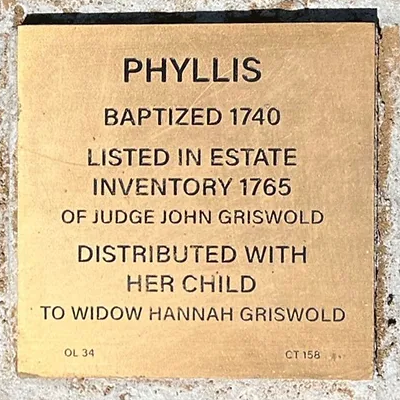 PHYLLIS
BAPTIZED 1740
LISTED IN ESTATE
INVENTORY 1765
OF JUDGE JOHN GRISWOLD
DISTRIBUTED WITH
HER CHILD
TO WIDOW HANNAH GRISWOLD
OL 34 CT 158